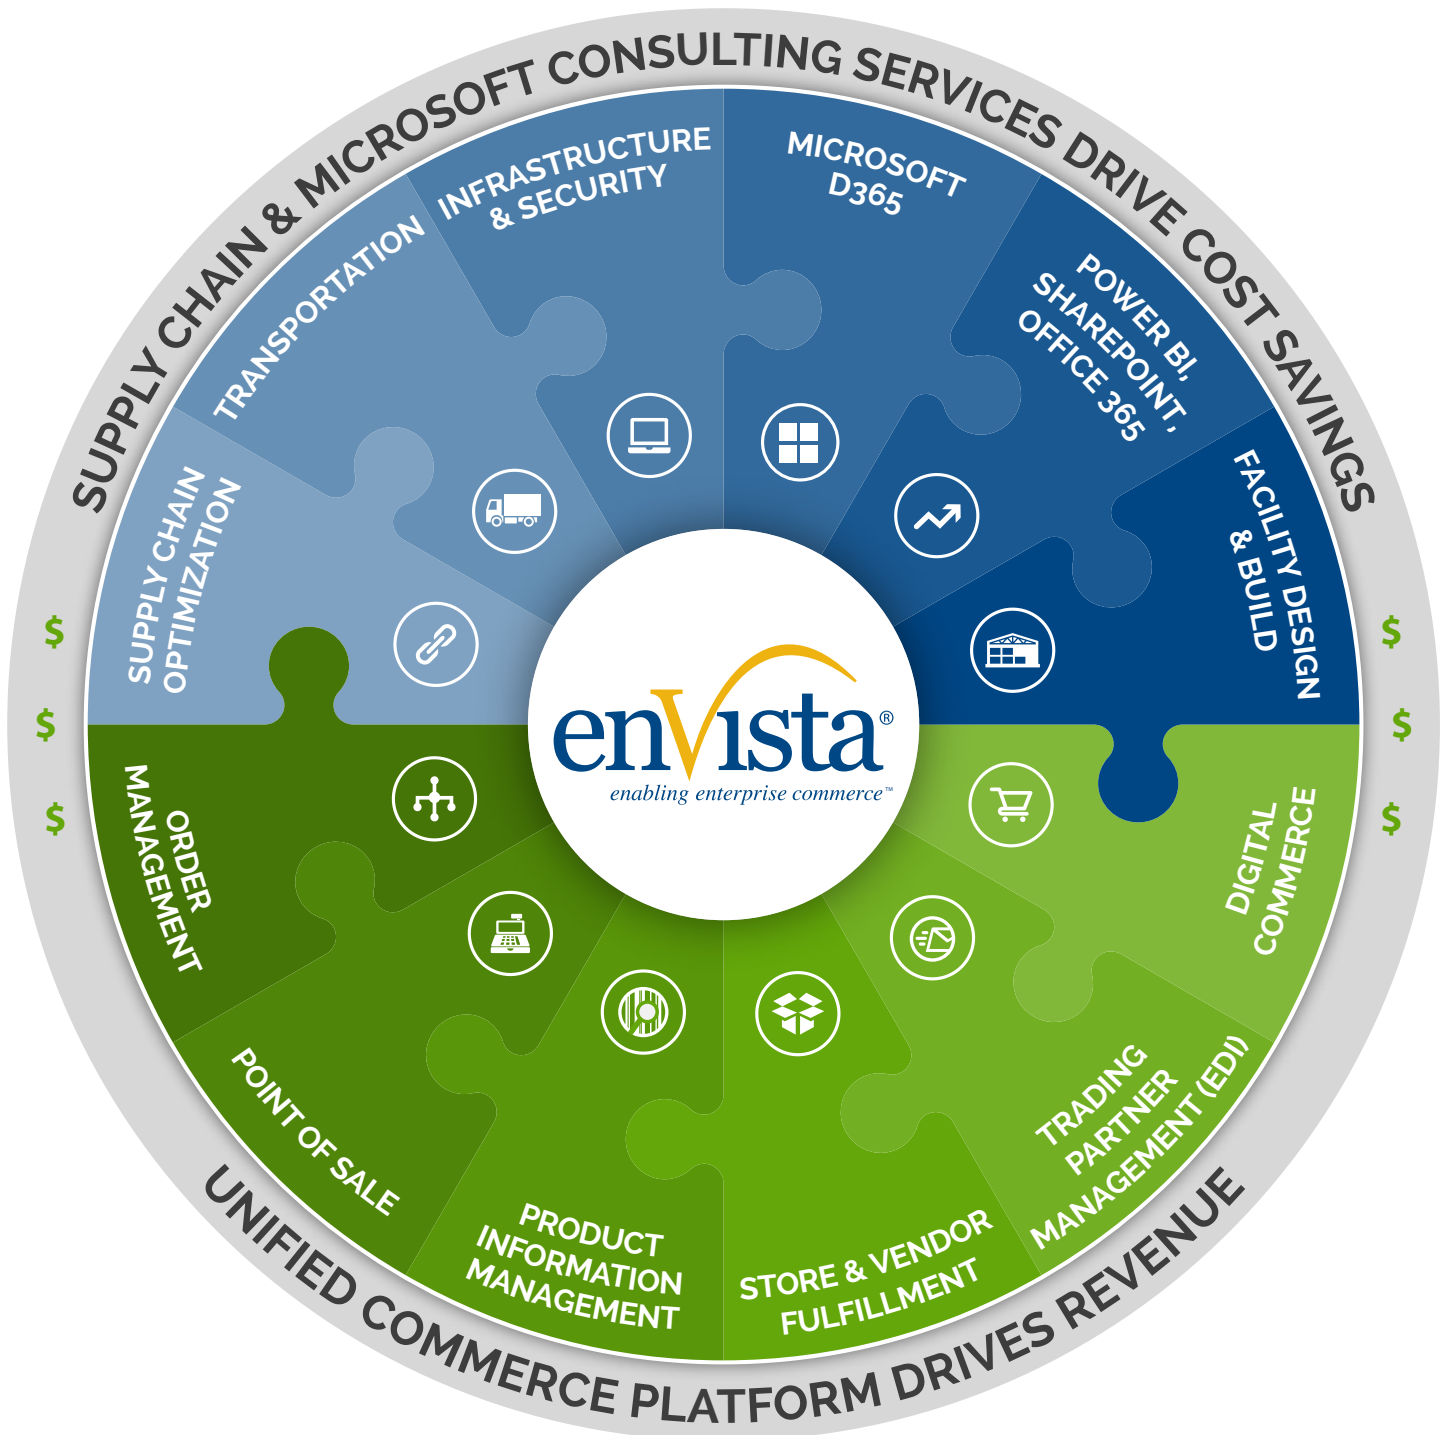 SUPPLY CHAIN & MICROSOFT CONSULTING SERVICES DRIVE COST SAVINGS
INFRASTRUCTURE
& SECURITY
MICROSOFT
D365
TRANSPORTATION
POWER BI,
SHAREPOINT,
OFFICE 365
SUPPLY CHAIN
OPTIMIZATION
FACILITY DESIGN
& BUILD
$
$
$
$
$
$
enVista®
enabling enterprise commerce™
ORDER
MANAGEMENT
DIGITAL
COMMERCE
POINT OF SALE
TRADING
PARTNER
MANAGEMENT (EDI)
PRODUCT
INFORMATION
MANAGEMENT
STORE & VENDOR
FULFILLMENT
UNIFIED COMMERCE PLATFORM DRIVES REVENUE